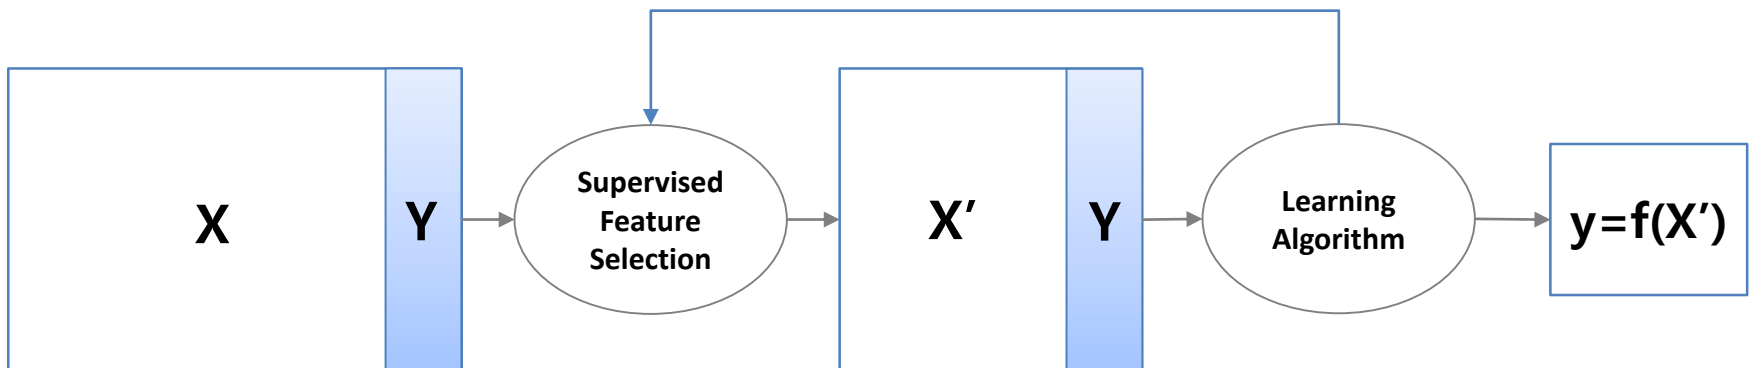 X
Y
Supervised
Feature
Selection
X’
Y
Learning
Algorithm
y=f(X’)